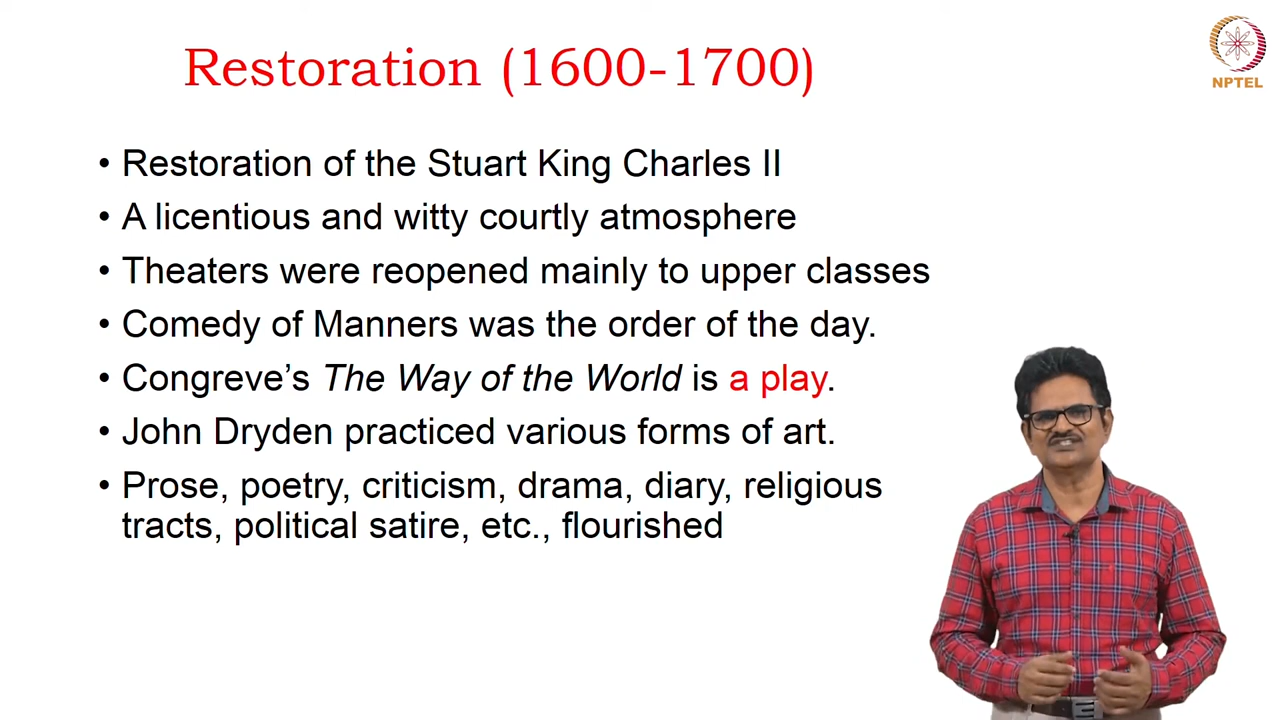 Restoration (1600-1700)
NPTEL
• Restoration of the Stuart King Charles II
• A licentious and witty courtly atmosphere
• Theaters were reopened mainly to upper classes
• Comedy of Manners was the order of the day.
• Congreve’s The Way of the World is a play.
• John Dryden practiced various forms of art.
• Prose, poetry, criticism, drama, diary, religious
tracts, political satire, etc., flourished